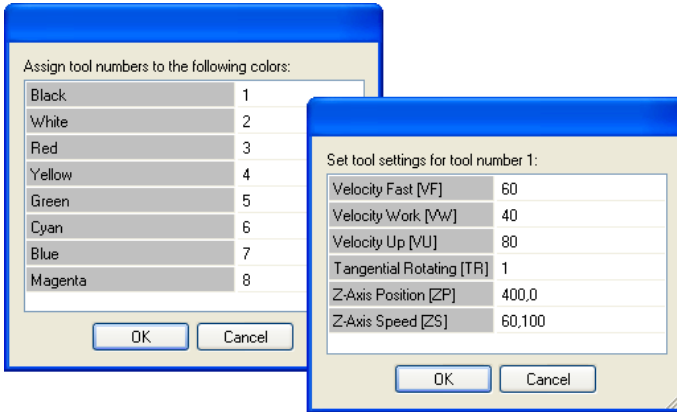 Assign tool numbers to the following colors:
Black 1
White 2
Red 3
Yellow 4
Green 5
Cyan 6
Blue 7
Magenta 8
OK Cancel
Set tool settings for tool number 1:
Velocity Fast [VF] 60
Velocity Work [VW] 40
Velocity Up [VU] 80
Tangential Rotating [TR] 1
Z-Axis Position [ZP] 400,0
Z-Axis Speed [ZS] 60,100
OK Cancel